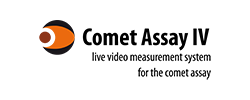 Comet Assay IV
live video measurement system
for the comet assay